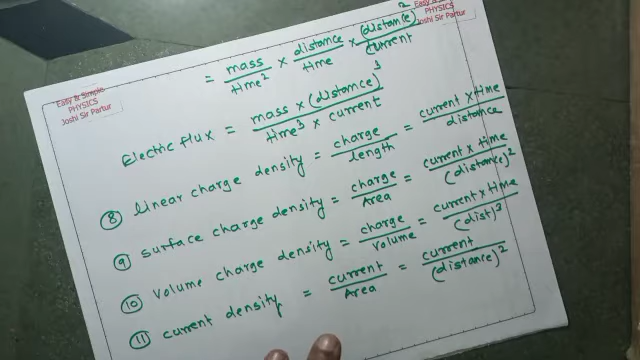 Easy & Simple
PHYSICS
Joshi Sir Partur
= mass / time² × distance / time × (distance)² / current
Easy & Simple
PHYSICS
Joshi Sir Partur
Electric flux = mass × (distance)³ / time³ × current
⑧ linear charge density = charge / length = current × time / distance
⑨ surface charge density = charge / Area = current × time / (distance)²
⑩ volume charge density = charge / volume = current × time / (dist)³
⑪ current density = current / Area = current / (distance)²